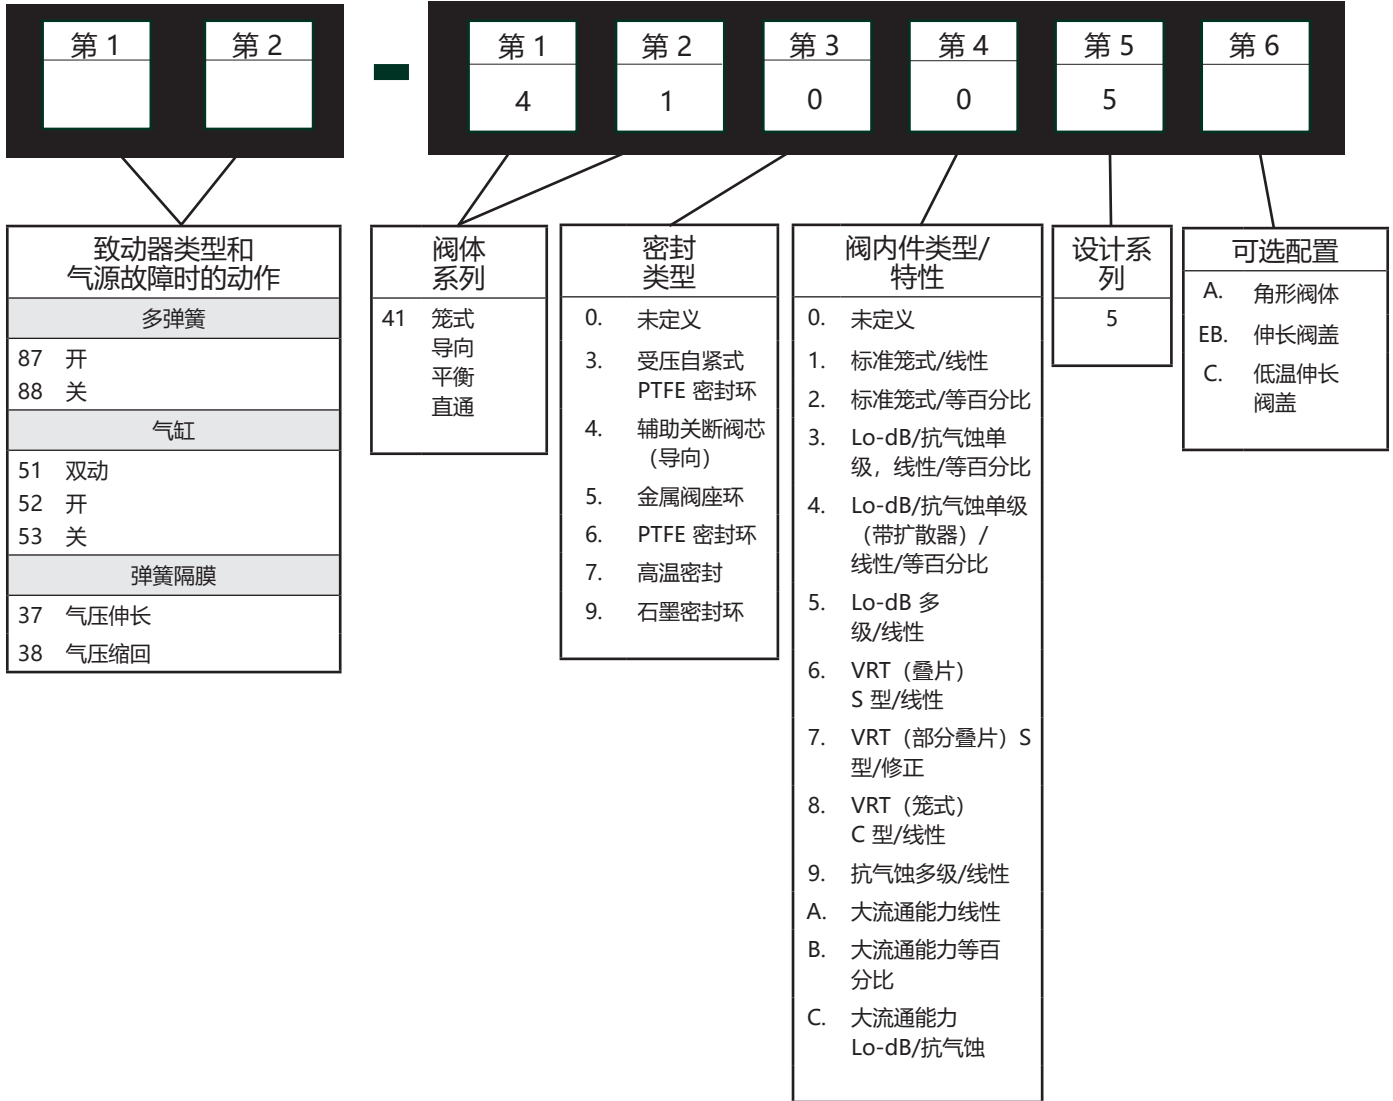 第 1
第 2
第 1
第 2
第 3
第 4
第 5
第 6
4
1
0
0
5
致动器类型和
气源故障时的动作
多弹簧
87 开
88 关
气缸
51 双动
52 开
53 关
弹簧隔膜
37 气压伸长
38 气压缩回
阀体
系列
41 笼式
导向
平衡
直通
密封
类型
0. 未定义
3. 受压自紧式
PTFE 密封环
4. 辅助关断阀芯
（导向）
5. 金属阀座环
6. PTFE 密封环
7. 高温密封
9. 石墨密封环
阀内件类型/
特性
0. 未定义
1. 标准笼式/线性
2. 标准笼式/等百分比
3. Lo-dB/抗气蚀单
级，线性/等百分比
4. Lo-dB/抗气蚀单级
（带扩散器）/
线性/等百分比
5. Lo-dB 多
级/线性
6. VRT（叠片）
S 型/线性
7. VRT（部分叠片）S
型/修正
8. VRT（笼式）
C 型/线性
9. 抗气蚀多级/线性
A. 大流通能力线性
B. 大流通能力等百
分比
C. 大流通能力
Lo-dB/抗气蚀
设计系
列
5
可选配置
A. 角形阀体
EB. 伸长阀盖
C. 低温伸长
阀盖